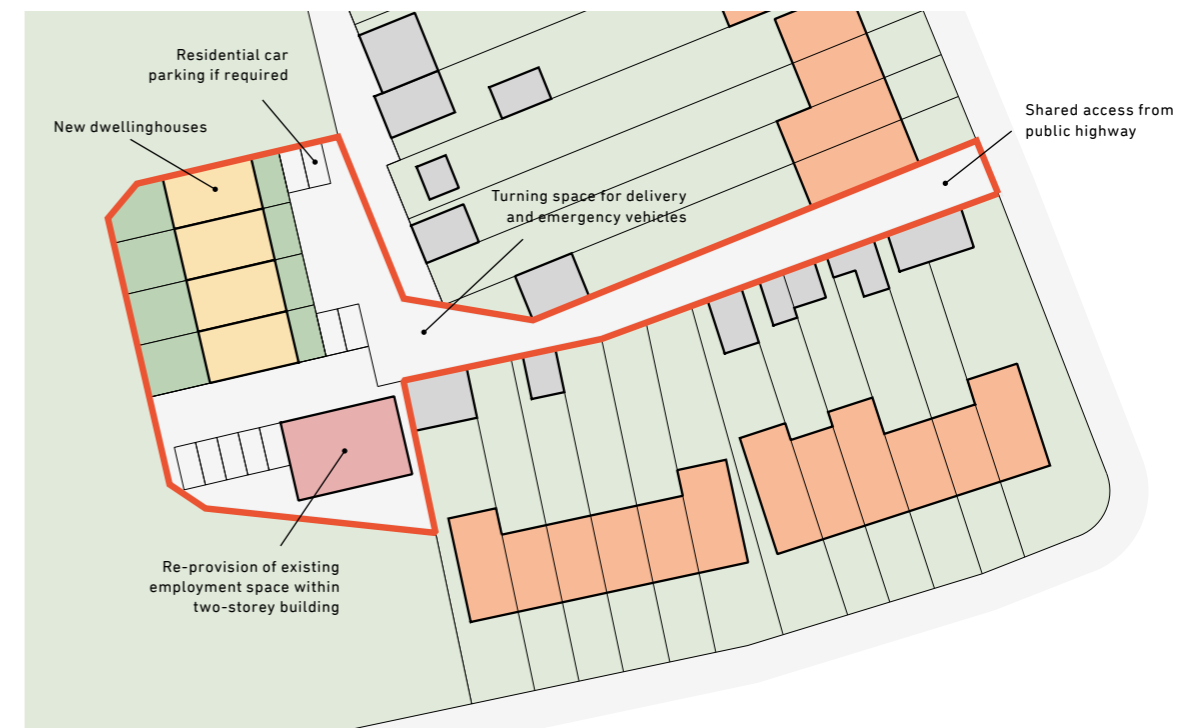 Residential car
parking if required
New dwellinghouses
Shared access from
public highway
Turning space for delivery
and emergency vehicles
Re-provision of existing
employment space within
two-storey building